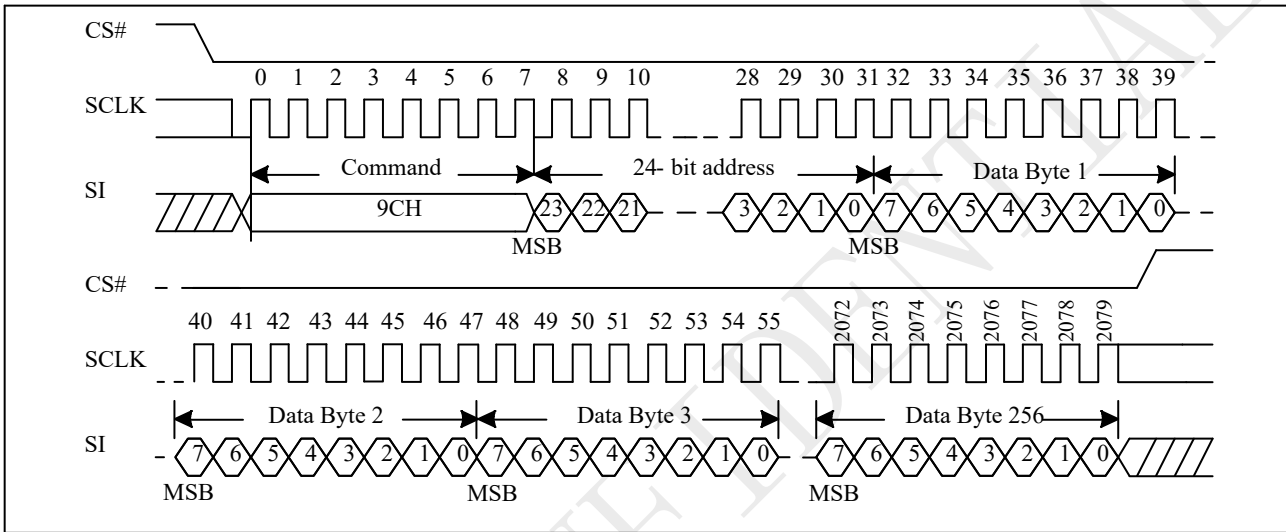 CS#
0 1 2 3 4 5 6 7 8 9 10 28 29 30 31 32 33 34 35 36 37 38 39
SCLK
Command 24- bit address Data Byte 1
SI
9CH 23 22 21 3 2 1 0 7 6 5 4 3 2 1 0
MSB MSB
CS#
40 41 42 43 44 45 46 47 48 49 50 51 52 53 54 55 2072 2073 2074 2075 2076 2077 2078 2079
SCLK
Data Byte 2 Data Byte 3 Data Byte 256
SI
7 6 5 4 3 2 1 0 7 6 5 4 3 2 1 0 7 6 5 4 3 2 1 0
MSB MSB MSB